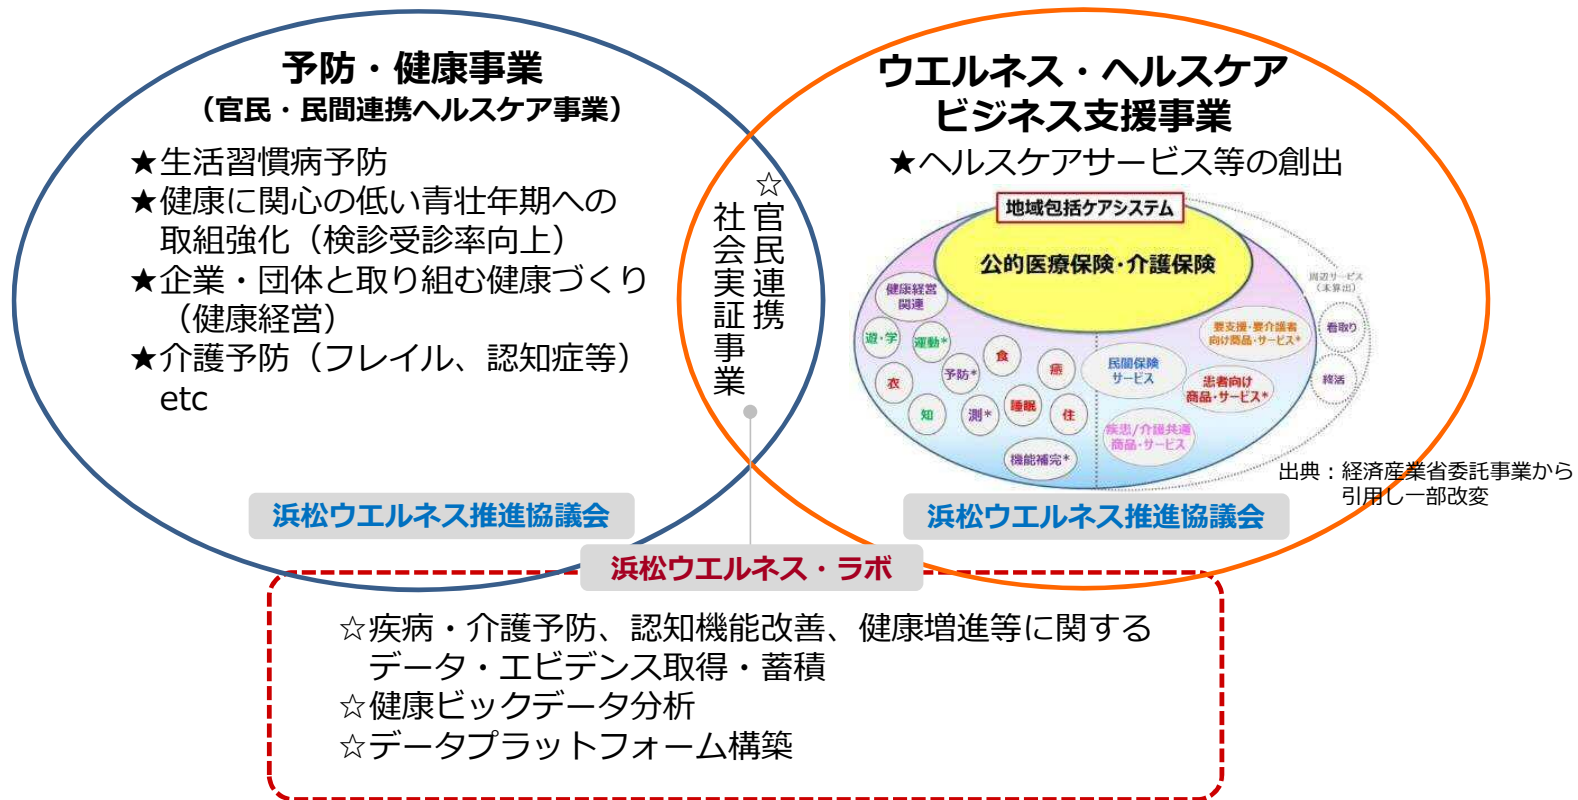 予防・健康事業
（官民・民間連携ヘルスケア事業）
★生活習慣病予防
★健康に関心の低い青壮年期への
取組強化（検診受診率向上）
★企業・団体と取り組む健康づくり
（健康経営）
★介護予防（フレイル、認知症等）
etc
浜松ウエルネス推進協議会
☆官民連携
社会実証事業
ウエルネス・ヘルスケア
ビジネス支援事業
★ヘルスケアサービス等の創出
地域包括ケアシステム
公的医療保険・介護保険
周辺サービス
（未算出）
健康経営
関連
遊・学
運動*
食
癒
予防*
衣
知
測*
睡眠
住
機能補完*
民間保険
サービス
要支援・要介護者
向け商品・サービス*
患者向け
商品・サービス*
疾患/介護共通
商品・サービス
看取り
終活
出典：経済産業省委託事業から
引用し一部改変
浜松ウエルネス推進協議会
浜松ウエルネス・ラボ
☆疾病・介護予防、認知機能改善、健康増進等に関する
データ・エビデンス取得・蓄積
☆健康ビックデータ分析
☆データプラットフォーム構築